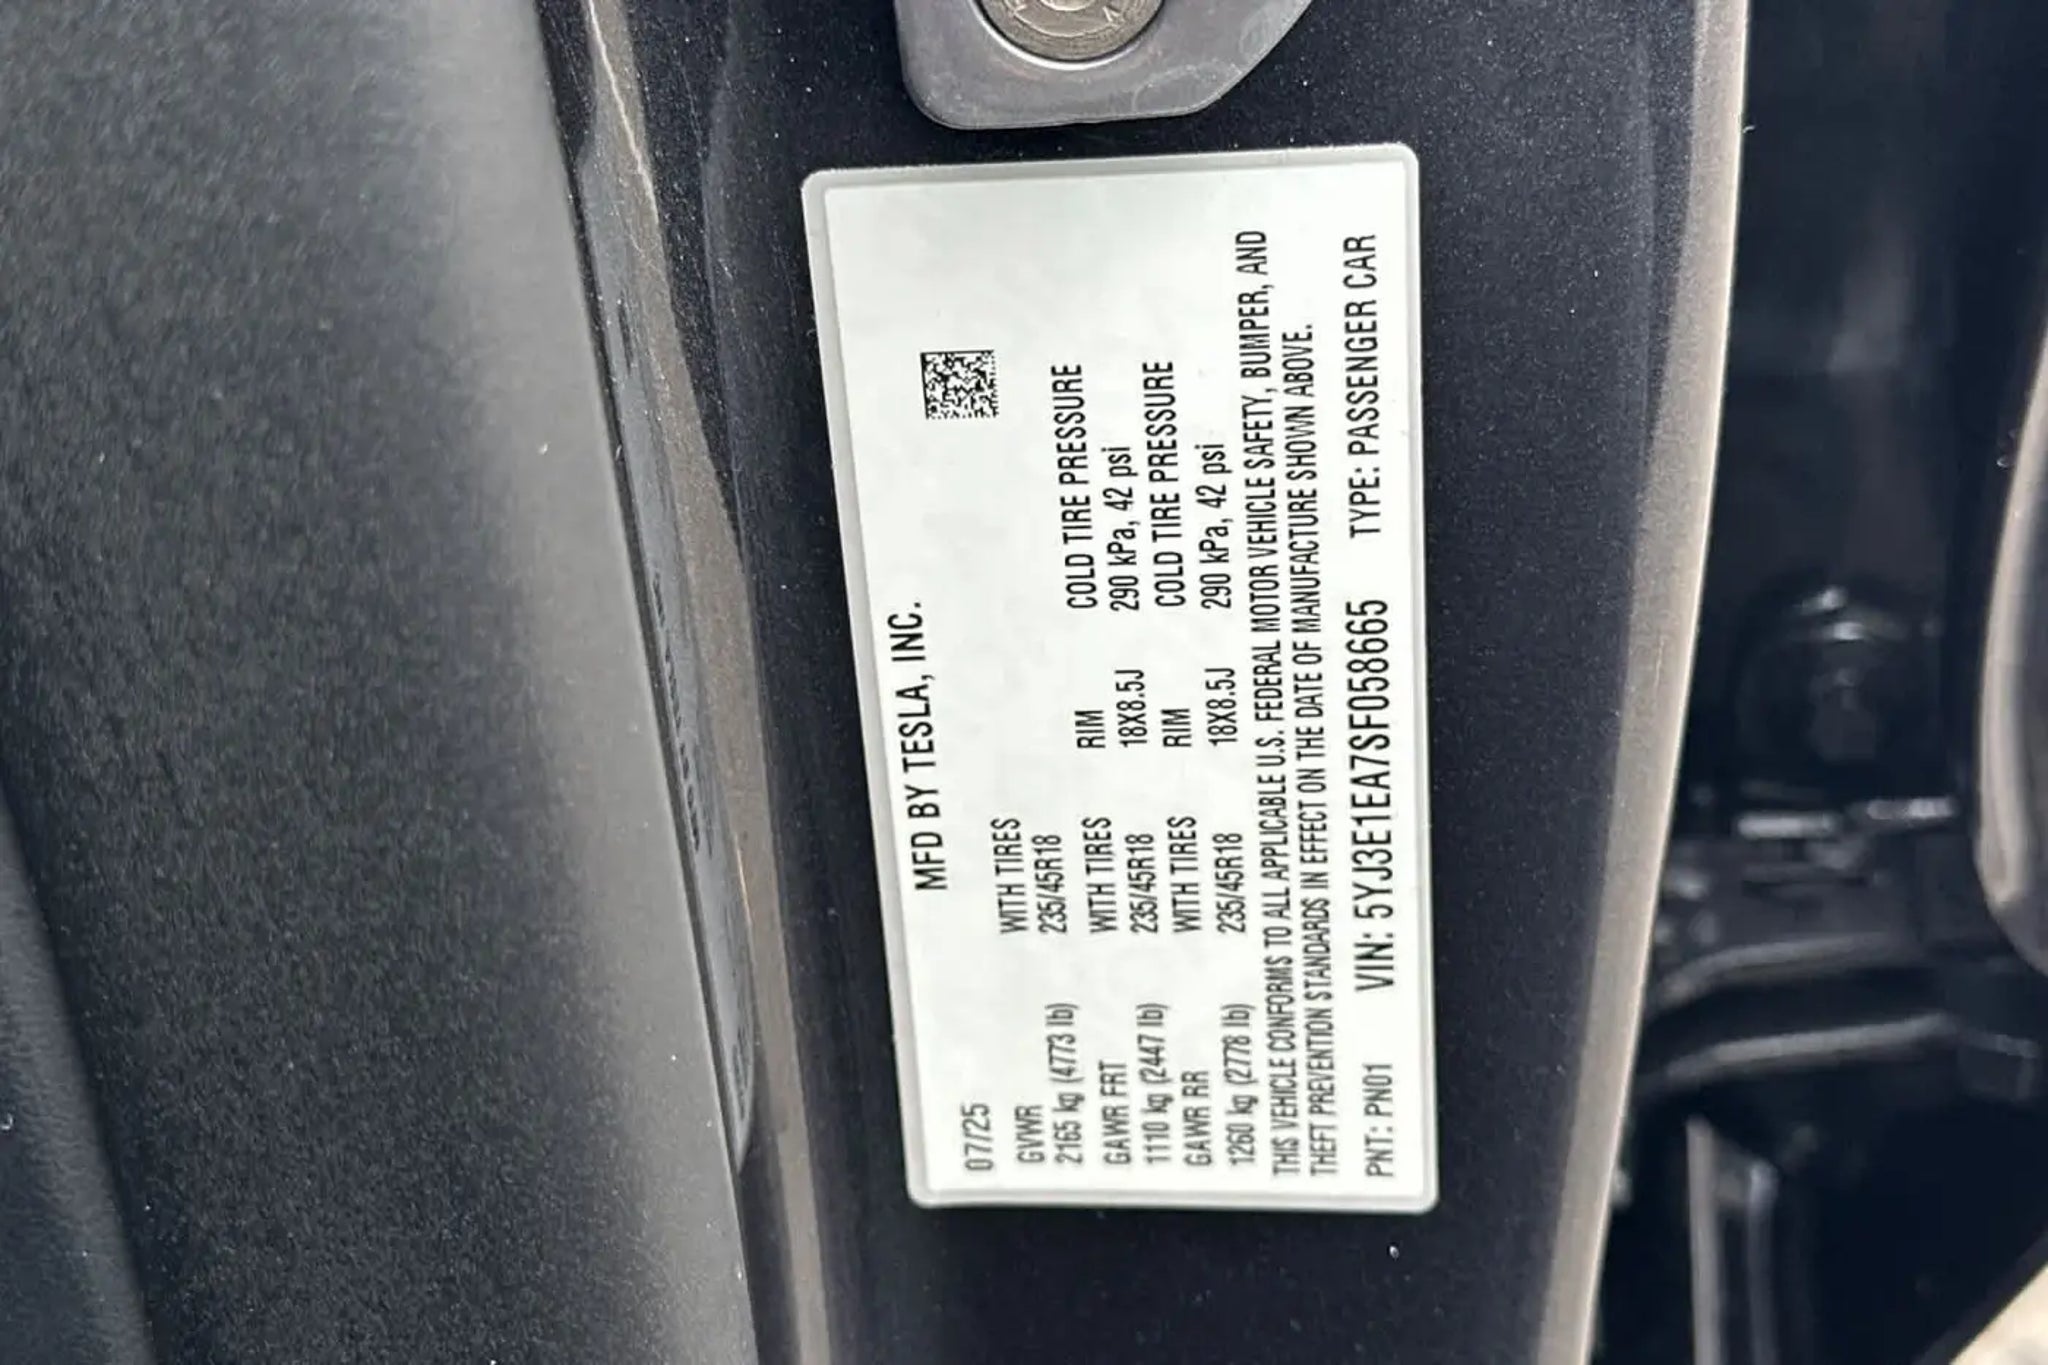 MFD BY TESLA, INC.
07/25
GVWR WITH TIRES
2165 kg (4773 lb) 235/45R18 RIM COLD TIRE PRESSURE
GAWR FRT WITH TIRES 18X8.5J 290 kPa, 42 psi
1110 kg (2447 lb) 235/45R18 RIM COLD TIRE PRESSURE
GAWR RR WITH TIRES 18X8.5J 290 kPa, 42 psi
1260 kg (2778 lb) 235/45R18
THIS VEHICLE CONFORMS TO ALL APPLICABLE U.S. FEDERAL MOTOR VEHICLE SAFETY, BUMPER, AND
THEFT PREVENTION STANDARDS IN EFFECT ON THE DATE OF MANUFACTURE SHOWN ABOVE.
PNT: PN01 VIN: 5YJ3E1EA7SF058665 TYPE: PASSENGER CAR